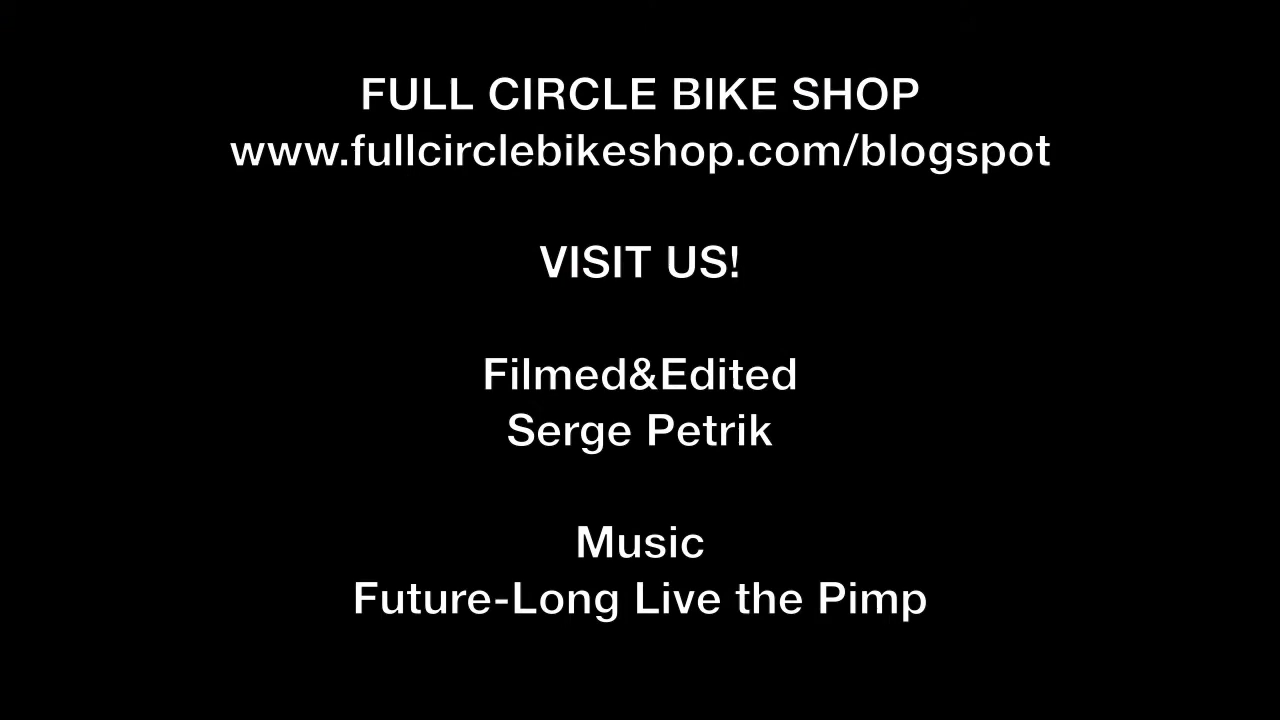 FULL CIRCLE BIKE SHOP
www.fullcirclebikeshop.com/blogspot
VISIT US!
Filmed&Edited
Serge Petrik
Music
Future-Long Live the Pimp